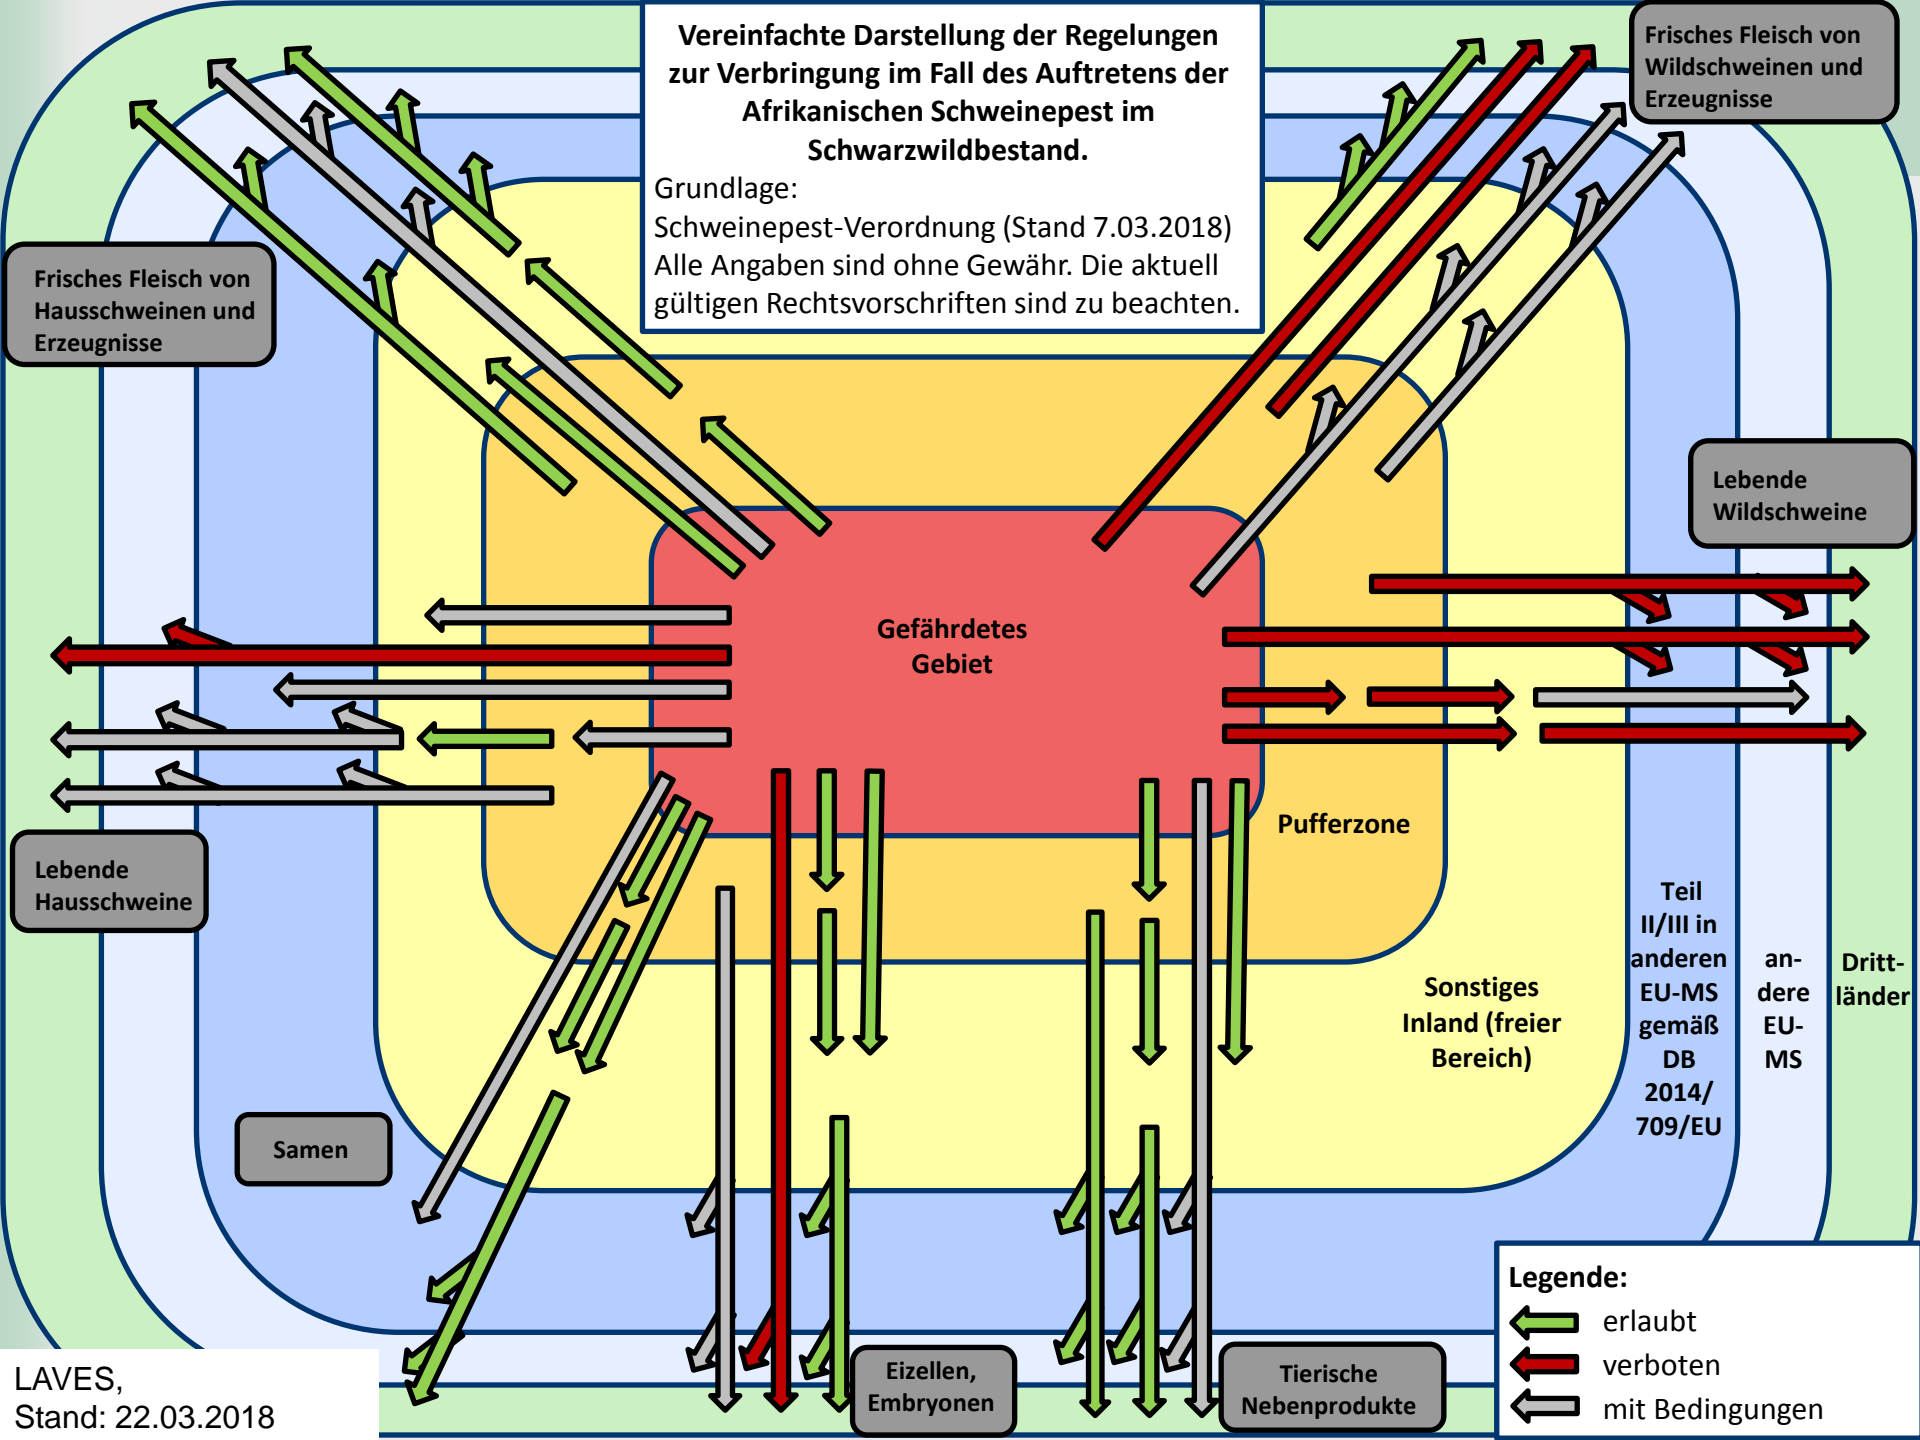 Vereinfachte Darstellung der Regelungen
zur Verbringung im Fall des Auftretens der
Afrikanischen Schweinepest im
Schwarzwildbestand.
Grundlage:
Schweinepest-Verordnung (Stand 7.03.2018)
Alle Angaben sind ohne Gewähr. Die aktuell
gültigen Rechtsvorschriften sind zu beachten.
Frisches Fleisch von
Wildschweinen und
Erzeugnisse
Frisches Fleisch von
Hausschweinen und
Erzeugnisse
Lebende
Wildschweine
Gefährdetes
Gebiet
Pufferzone
Lebende
Hausschweine
Teil
II/III in
anderen
EU-MS
gemäß
DB
2014/
709/EU
an-
dere
EU-
MS
Dritt-
länder
Sonstiges
Inland (freier
Bereich)
Samen
Eizellen,
Embryonen
Tierische
Nebenprodukte
Legende:
erlaubt
verboten
mit Bedingungen
LAVES,
Stand: 22.03.2018